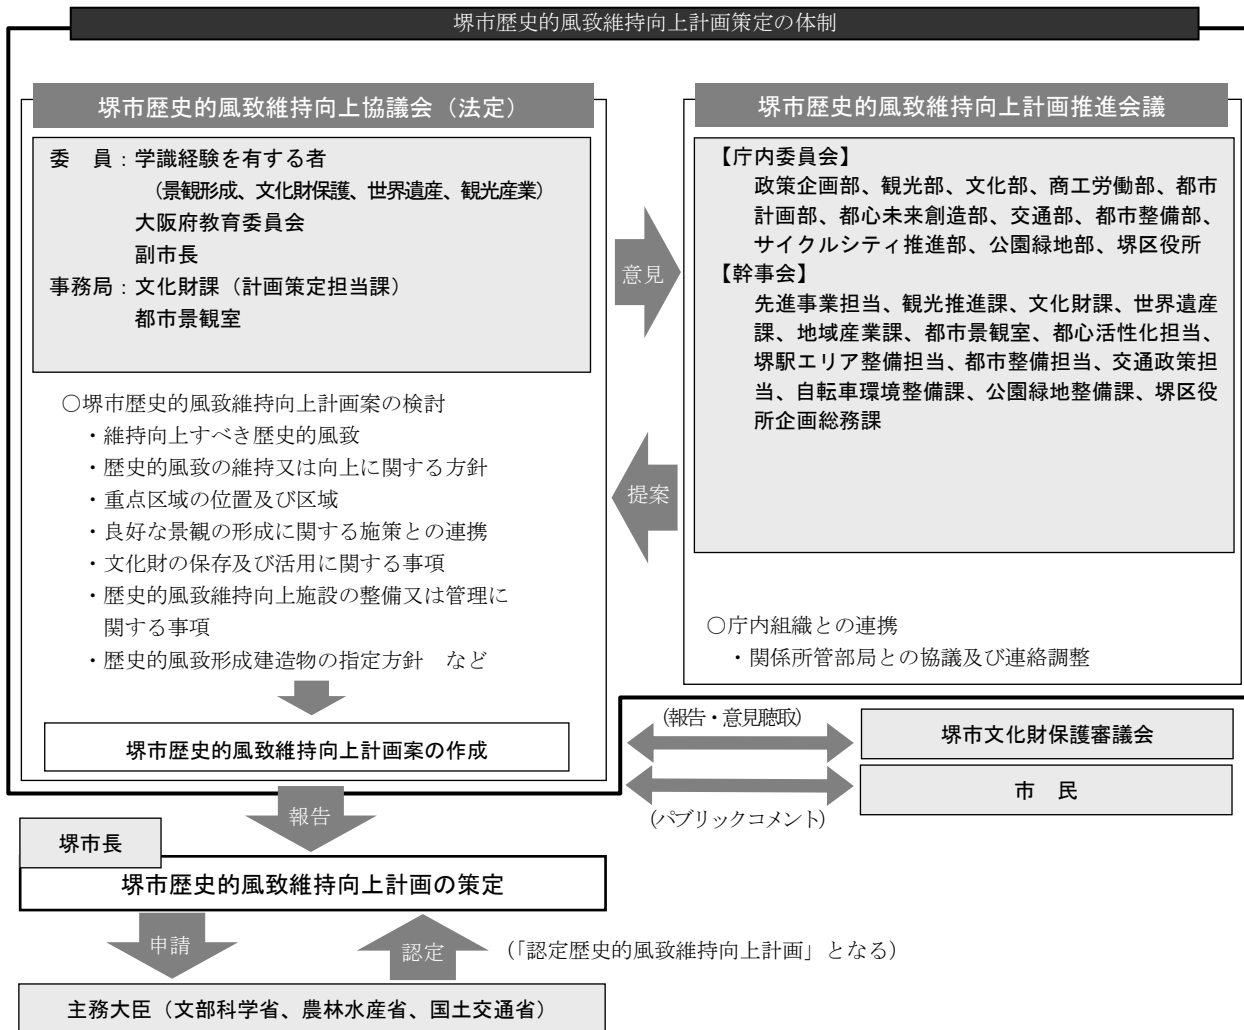 堺市歴史的風致維持向上計画策定の体制
堺市歴史的風致維持向上協議会（法定）
委　員：学識経験を有する者
（景観形成、文化財保護、世界遺産、観光産業）
大阪府教育委員会
副市長
事務局：文化財課（計画策定担当課）
都市景観室
○堺市歴史的風致維持向上計画案の検討
・維持向上すべき歴史的風致
・歴史的風致の維持又は向上に関する方針
・重点区域の位置及び区域
・良好な景観の形成に関する施策との連携
・文化財の保存及び活用に関する事項
・歴史的風致維持向上施設の整備又は管理に
関する事項
・歴史的風致形成建造物の指定方針　など
堺市歴史的風致維持向上計画案の作成
意見
提案
堺市歴史的風致維持向上計画推進会議
【庁内委員会】
政策企画部、観光部、文化部、商工労働部、都市
計画部、都心未来創造部、交通部、都市整備部、
サイクルシティ推進部、公園緑地部、堺区役所
【幹事会】
先進事業担当、観光推進課、文化財課、世界遺産
課、地域産業課、都市景観室、都心活性化担当、
堺駅エリア整備担当、都市整備担当、交通政策担
当、自転車環境整備課、公園緑地整備課、堺区役
所企画総務課
○庁内組織との連携
・関係所管部局との協議及び連絡調整
（報告・意見聴取）
堺市文化財保護審議会
市　民
（パブリックコメント）
報告
堺市長
堺市歴史的風致維持向上計画の策定
申請
認定
（「認定歴史的風致維持向上計画」となる）
主務大臣（文部科学省、農林水産省、国土交通省）